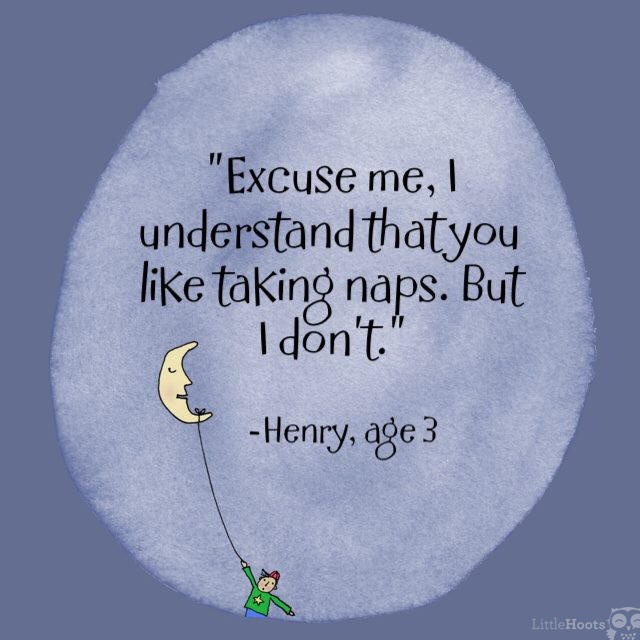 "Excuse me, I
understand that you
like taking naps. But
I don't."
-Henry, age 3
LittleHoots